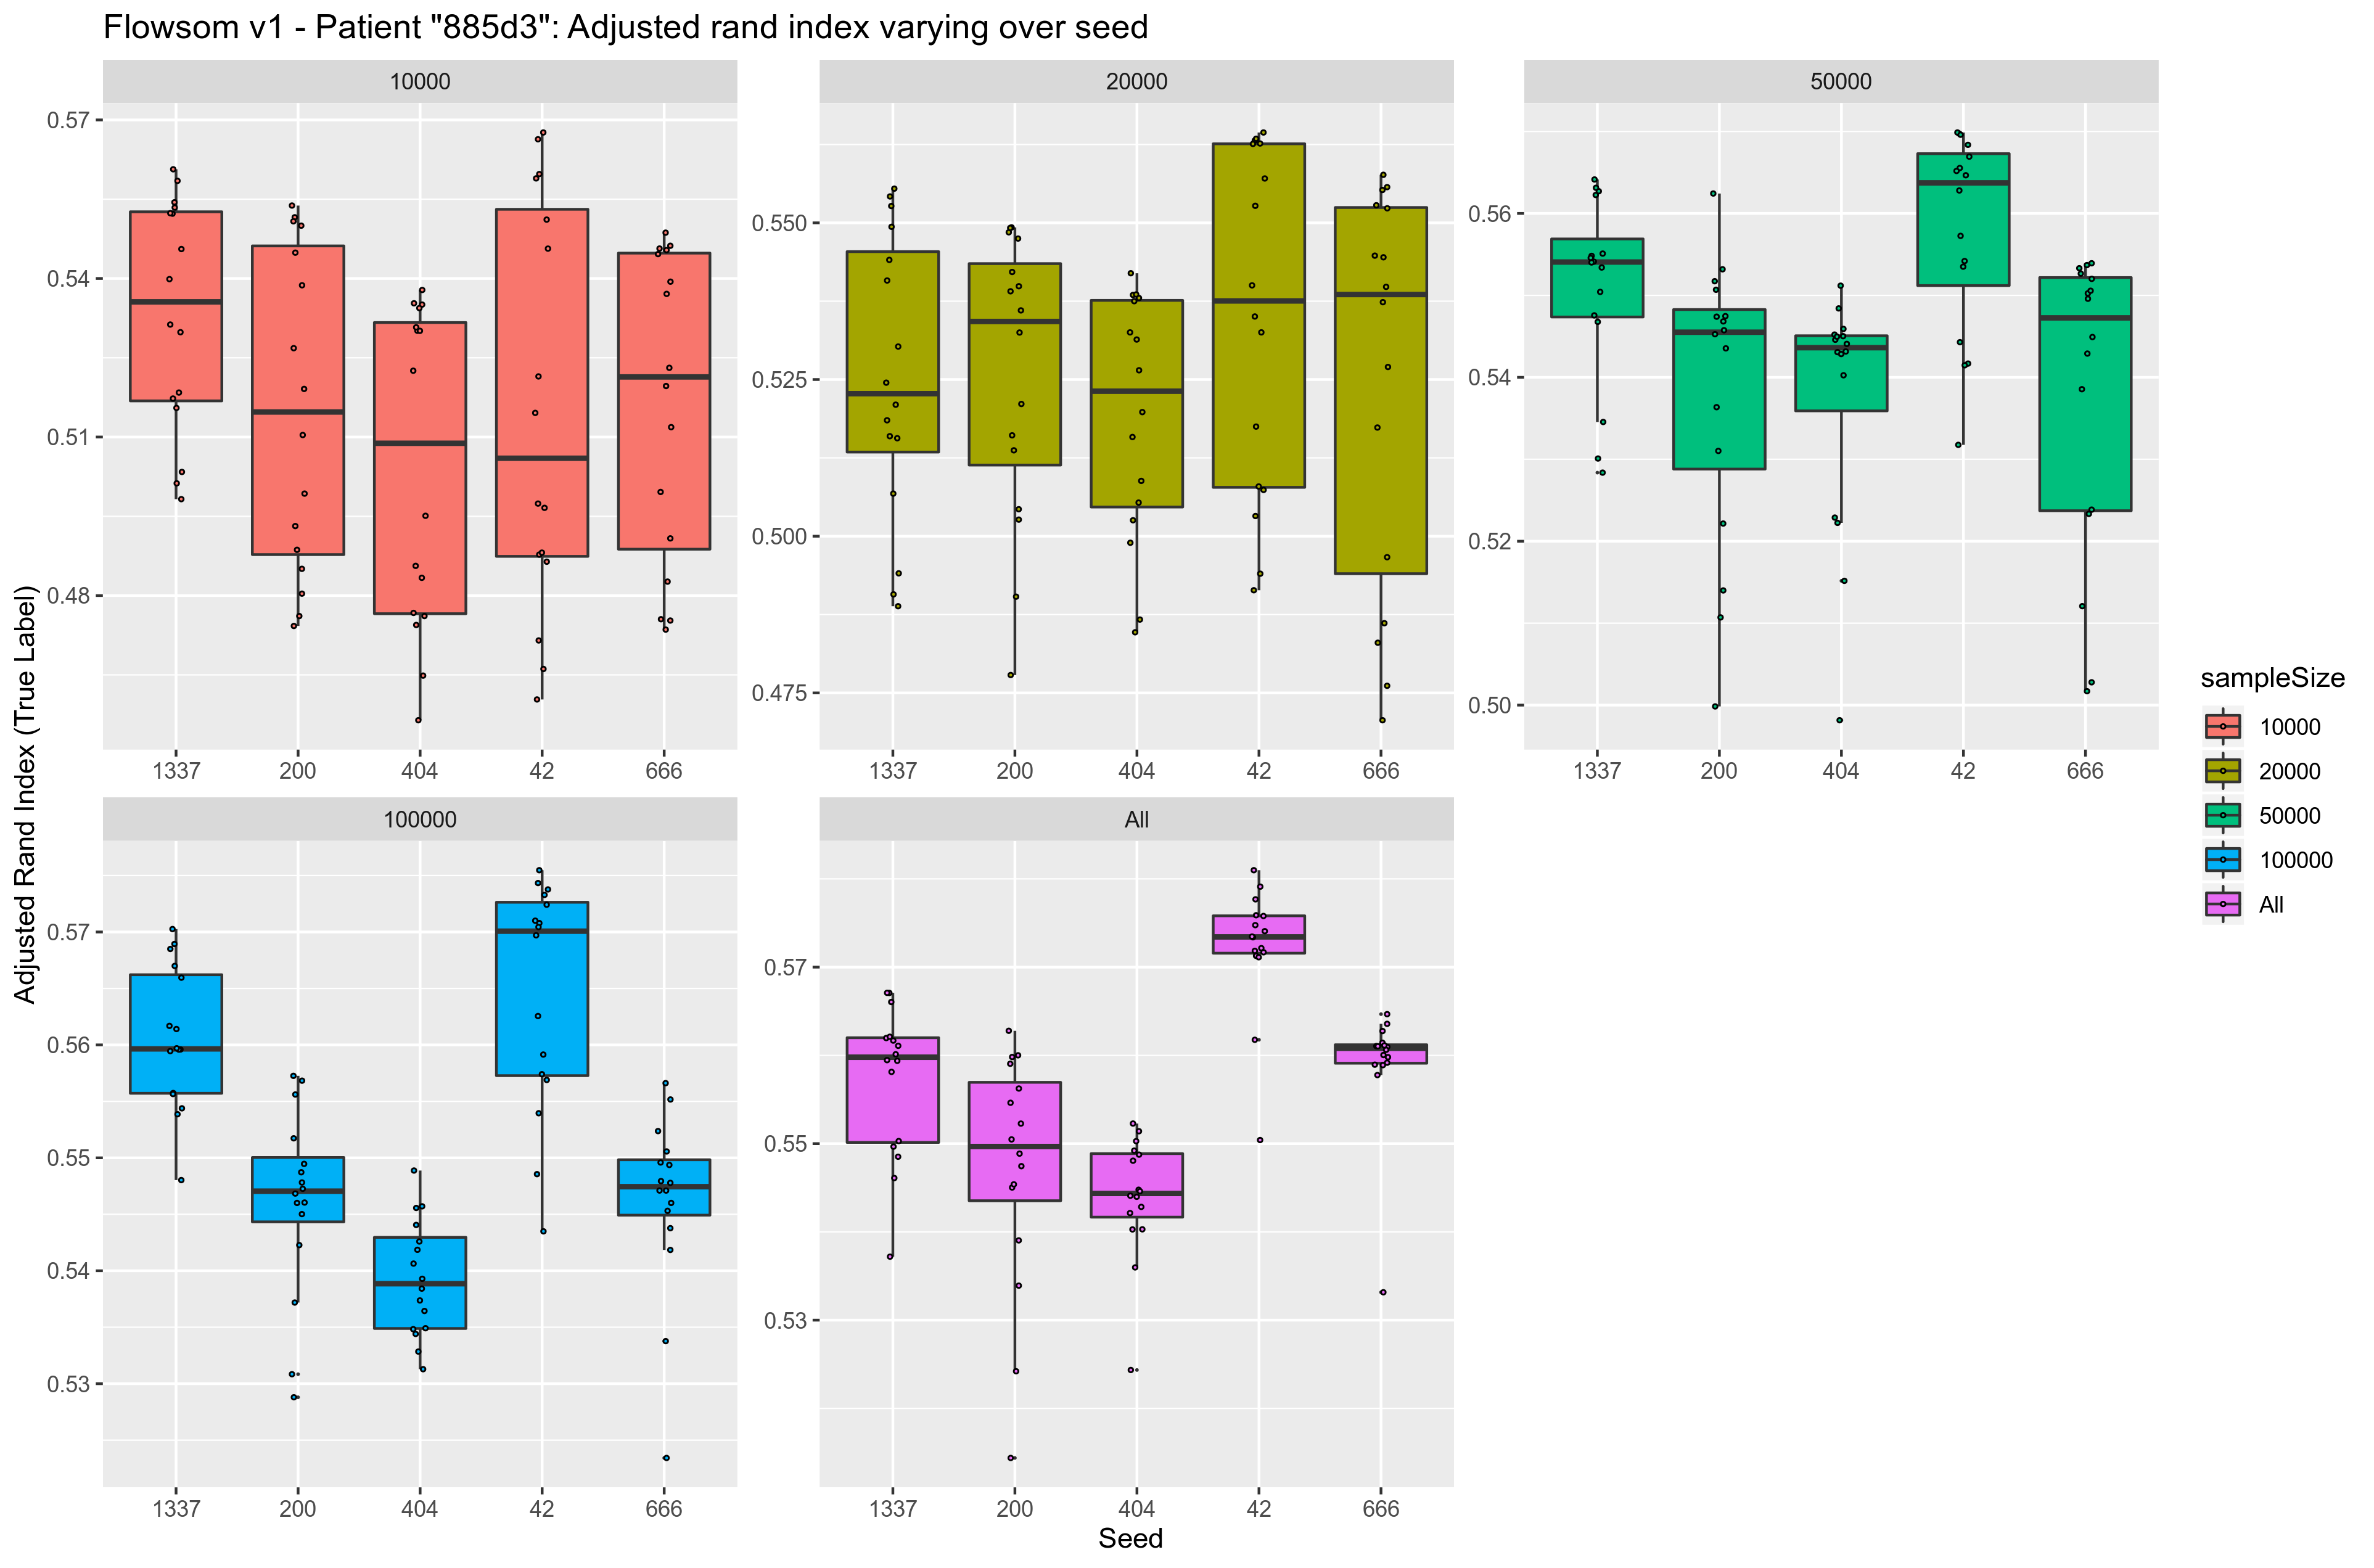 Flowsom v1 - Patient "885d3": Adjusted rand index varying over seed
10000
20000
50000
0.57
0.54
0.51
0.48
0.550
0.525
0.500
0.475
0.56
0.54
0.52
0.50
1337 200 404 42 666
1337 200 404 42 666
1337 200 404 42 666
Adjusted Rand Index (True Label)
100000
All
0.57
0.56
0.55
0.54
0.53
0.57
0.55
0.53
1337 200 404 42 666
1337 200 404 42 666
Seed
sampleSize
10000
20000
50000
100000
All